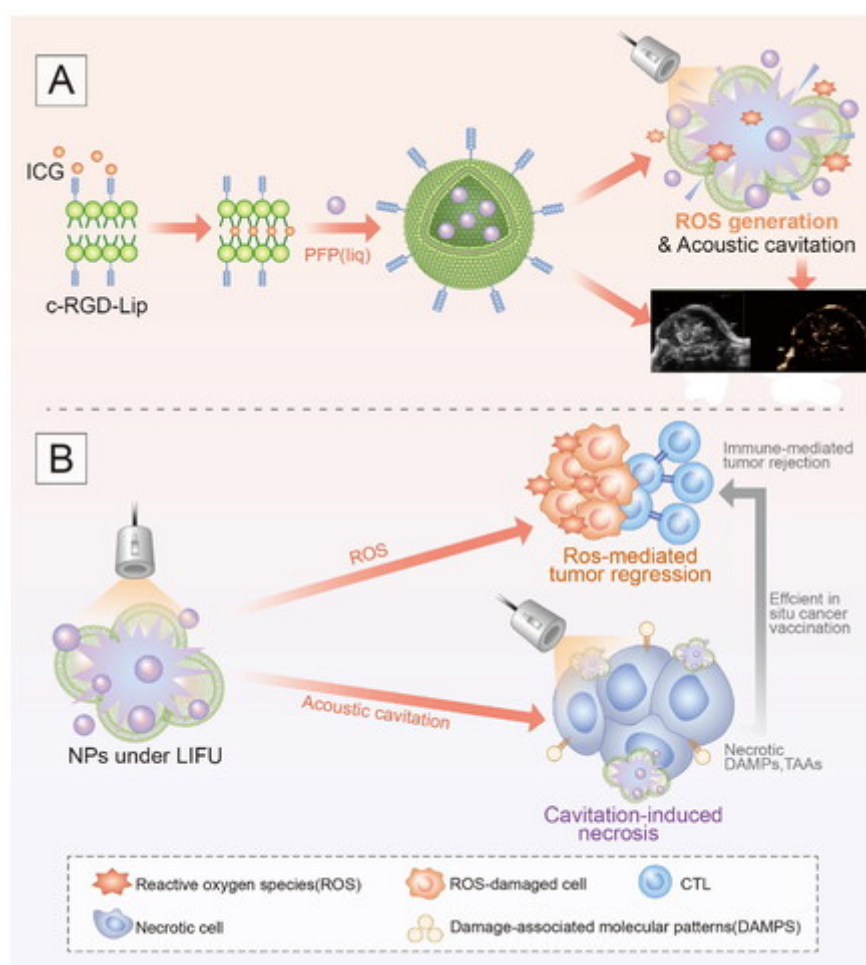 A
ICG
c-RGD-Lip
PFP(liq)
ROS generation
& Acoustic cavitation
B
ROS
Acoustic cavitation
NPs under LIFU
Immune-mediated
tumor rejection
Ros-mediated
tumor regression
Effcient in
situ cancer
vaccination
Necrotic
DAMPs,TAAs
Cavitation-induced
necrosis
Reactive oxygen species(ROS)
ROS-damaged cell
CTL
Necrotic cell
Damage-associated molecular patterns(DAMPS)